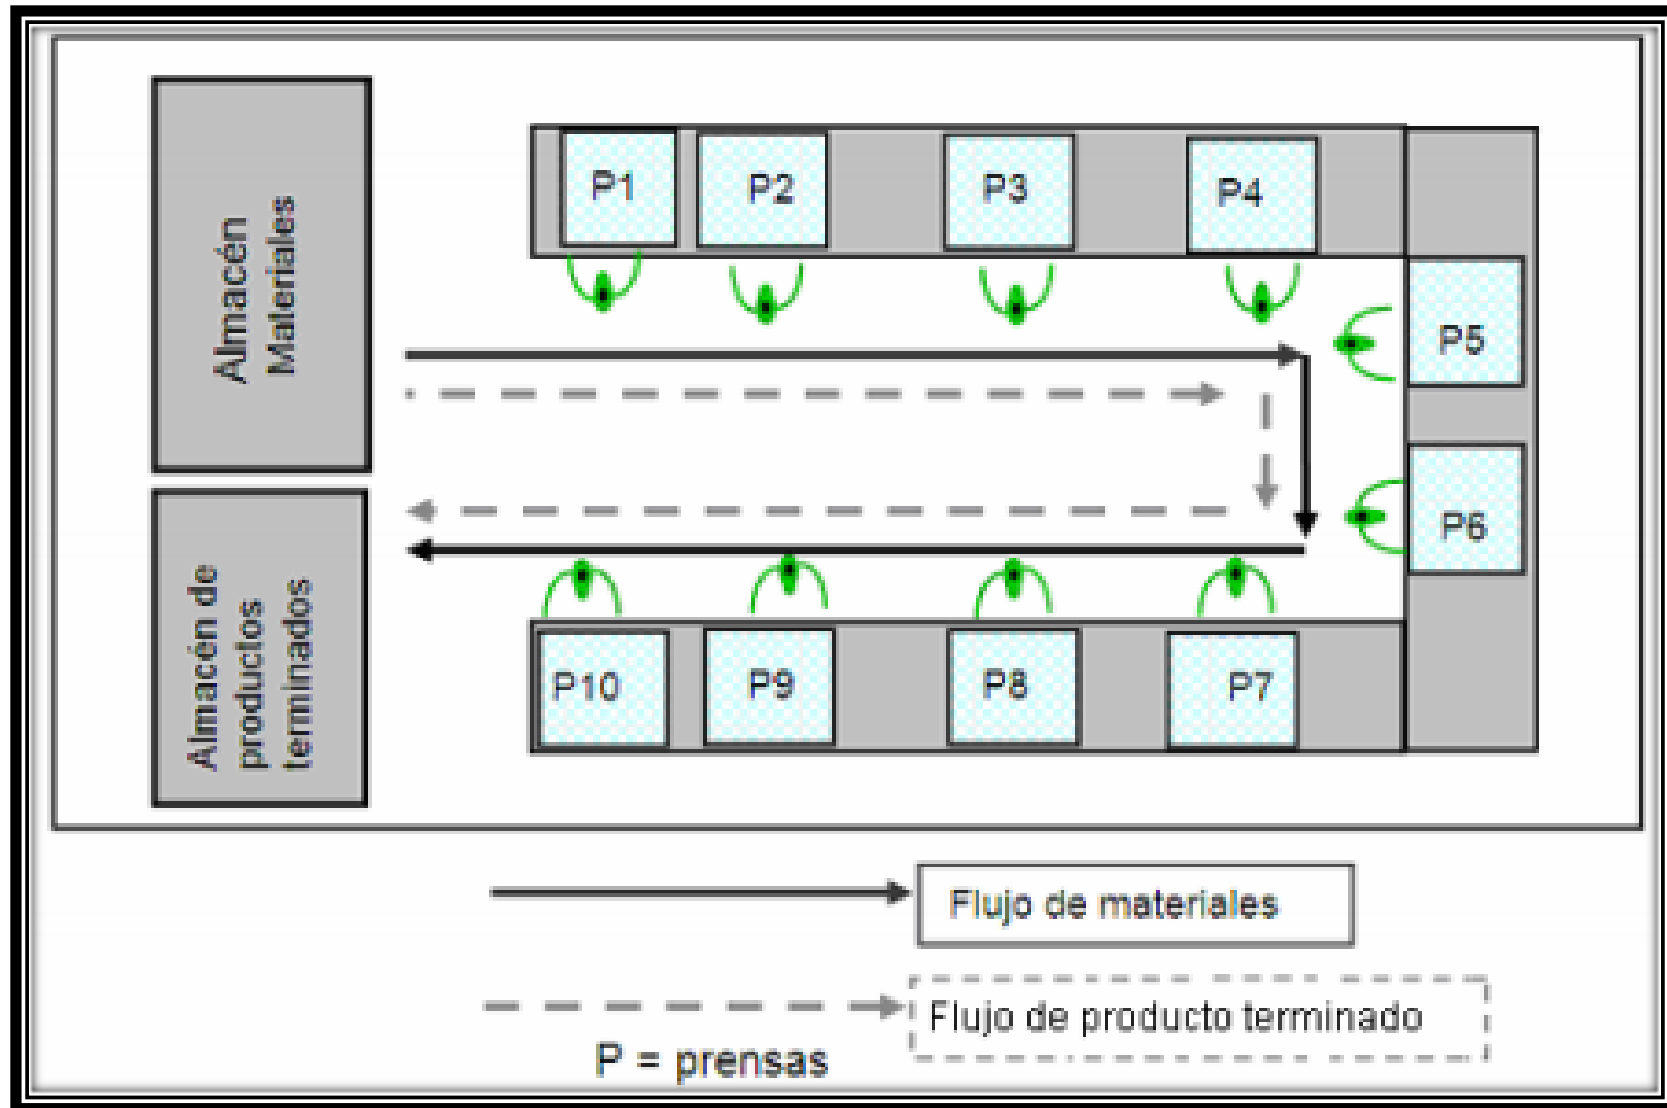 Almacén
Materiales
P1
P2
P3
P4
P5
P6
Almacén de
productos
terminados
P10
P9
P8
P7
Flujo de materiales
Flujo de producto terminado
P = prensas